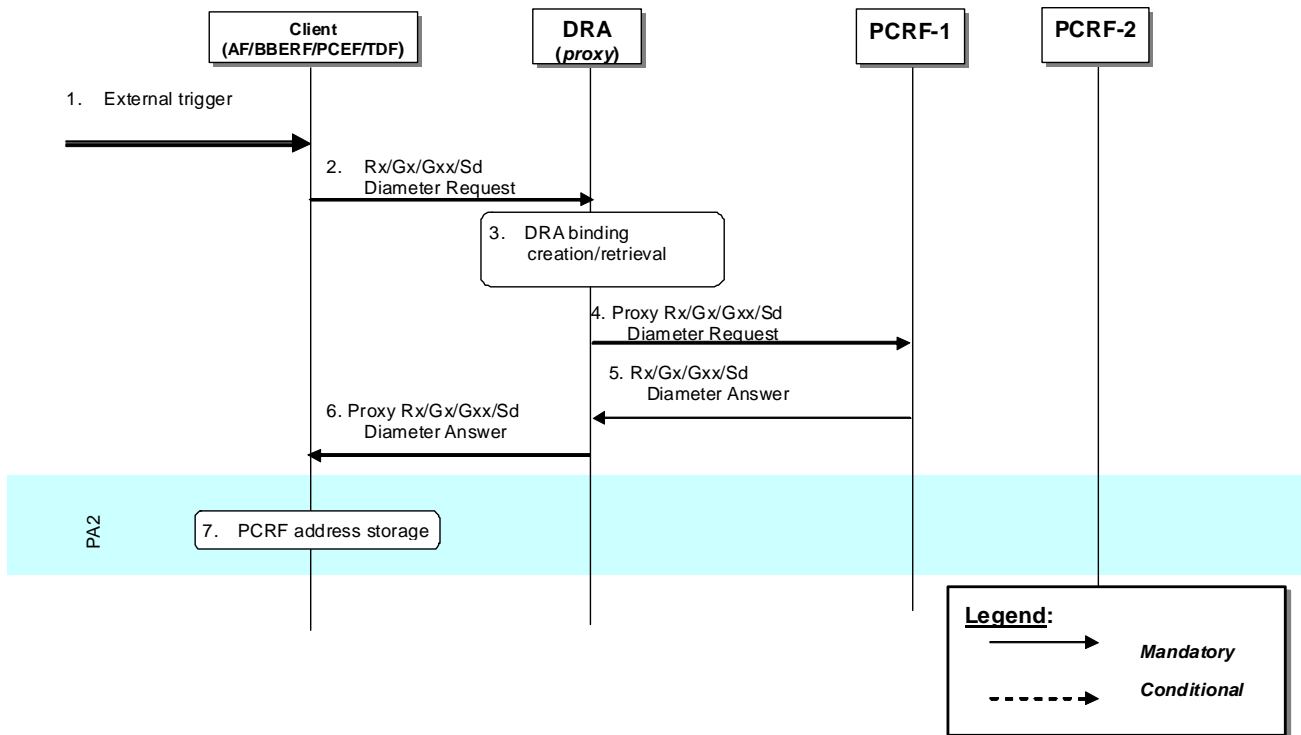 Client
(AF/BBERF/PCEF/TDF)
DRA
(proxy)
PCRF-1
PCRF-2
1. External trigger
2. Rx/Gx/Gxx/Sd
Diameter Request
3. DRA binding
creation/retrieval
4. Proxy Rx/Gx/Gxx/Sd
Diameter Request
5. Rx/Gx/Gxx/Sd
Diameter Answer
6. Proxy Rx/Gx/Gxx/Sd
Diameter Answer
PA2
7. PCRF address storage
Legend:
Mandatory
Conditional